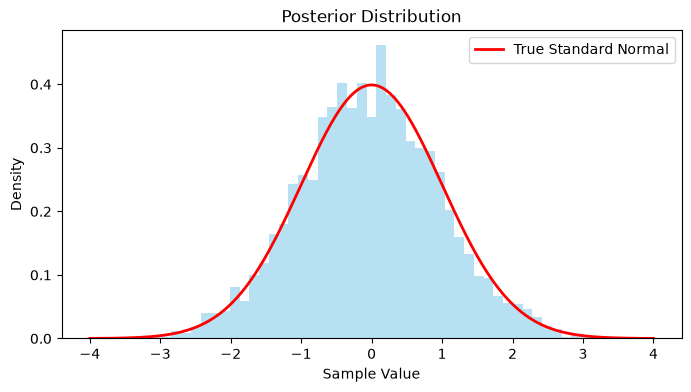 Posterior Distribution
True Standard Normal
Density
0.4
0.3
0.2
0.1
0.0
−4 −3 −2 −1 0 1 2 3 4
Sample Value